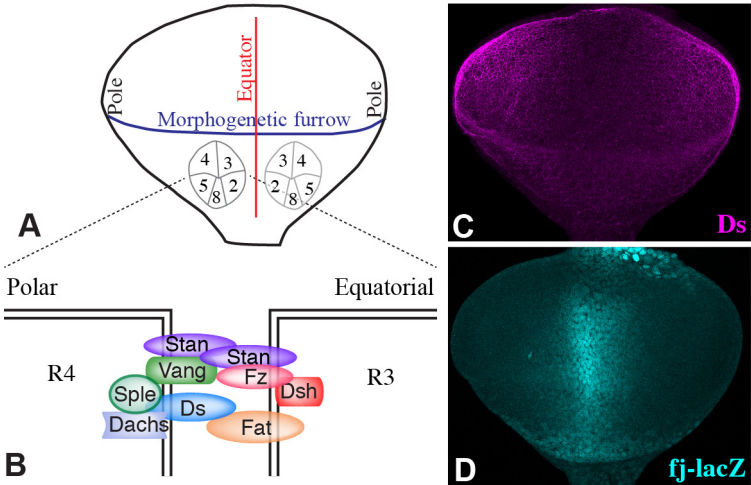 Equator
Pole
Pole
Morphogenetic furrow
4 3
5 2
8
3 4
2 5
8
A
Polar
Equatorial
R4
R3
Stan
Stan
Vang
Fz
Sple
Dsh
Ds
Dachs
Fat
B
C
Ds
D
fj-lacZ